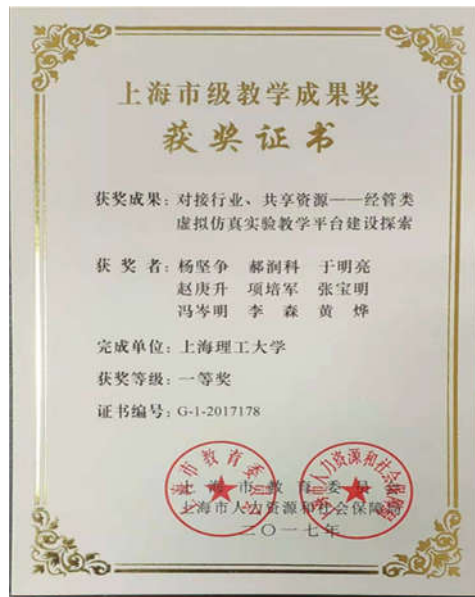 上海市级教学成果奖
获奖证书
获奖成果：对接行业、共享资源——经管类
虚拟仿真实验教学平台建设探索
获 奖 者：杨坚争 郝润科 于明亮
赵庚升 项培军 张宝明
冯岑明 李 森 黄 烨
完成单位：上海理工大学
获奖等级：一等奖
证书编号：G-1-2017178
上海市教育委员会
上海市人力资源和社会保障局
二〇一七年